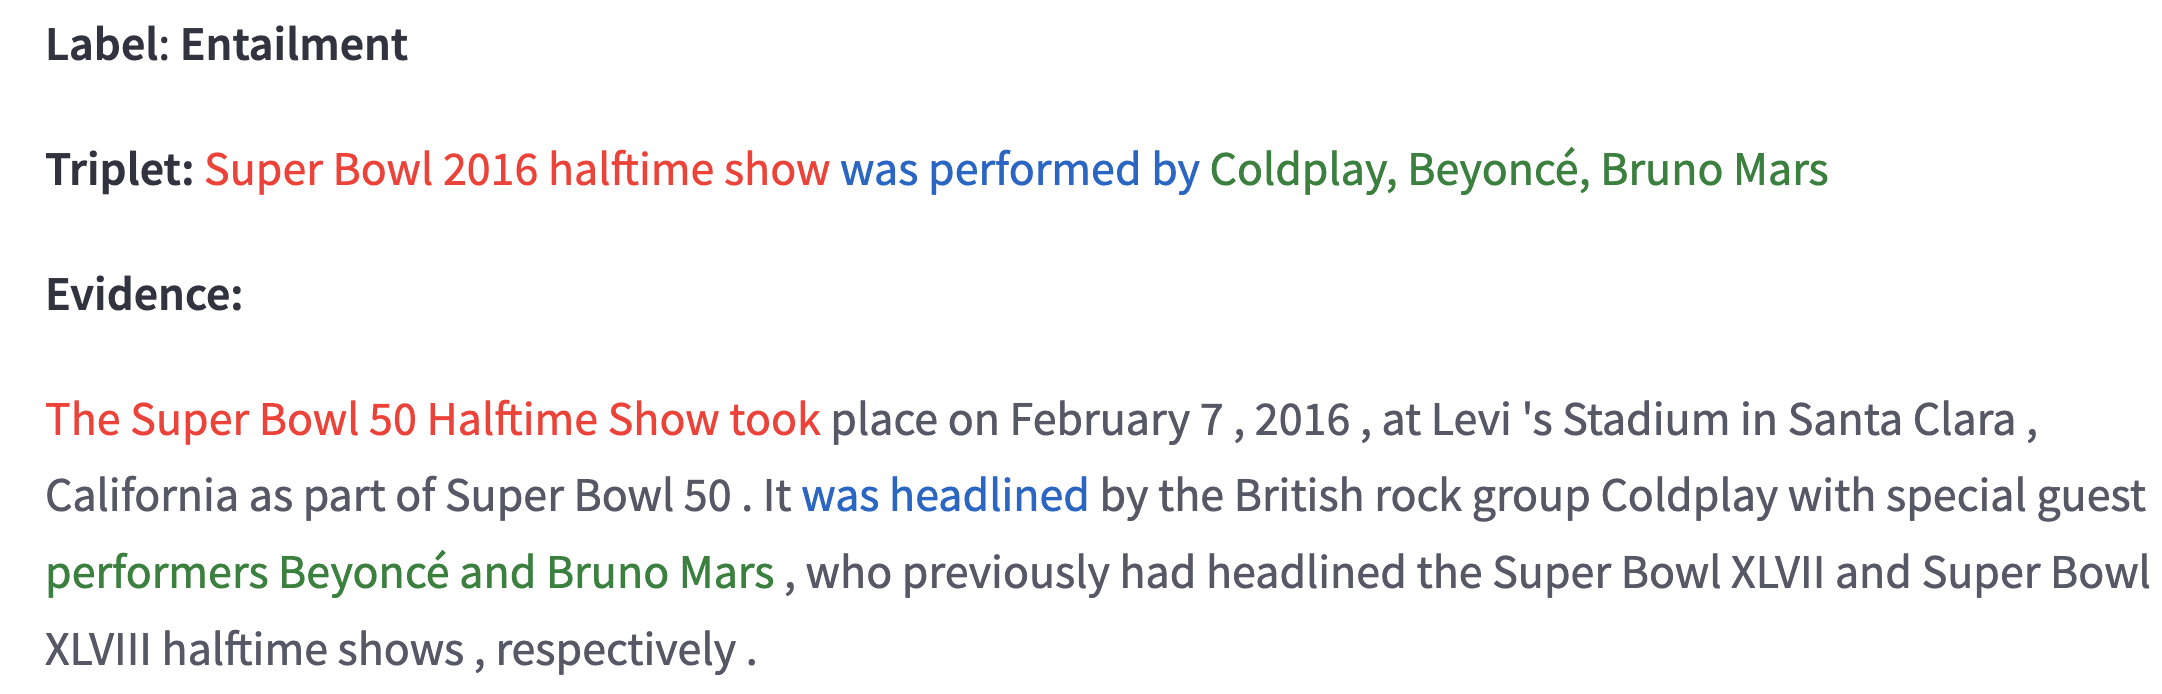 Label: Entailment
Triplet: Super Bowl 2016 halftime show was performed by Coldplay, Beyoncé, Bruno Mars
Evidence:
The Super Bowl 50 Halftime Show took place on February 7 , 2016 , at Levi 's Stadium in Santa Clara ,
California as part of Super Bowl 50 . It was headlined by the British rock group Coldplay with special guest
performers Beyoncé and Bruno Mars , who previously had headlined the Super Bowl XLVII and Super Bowl
XLVIII halftime shows , respectively .